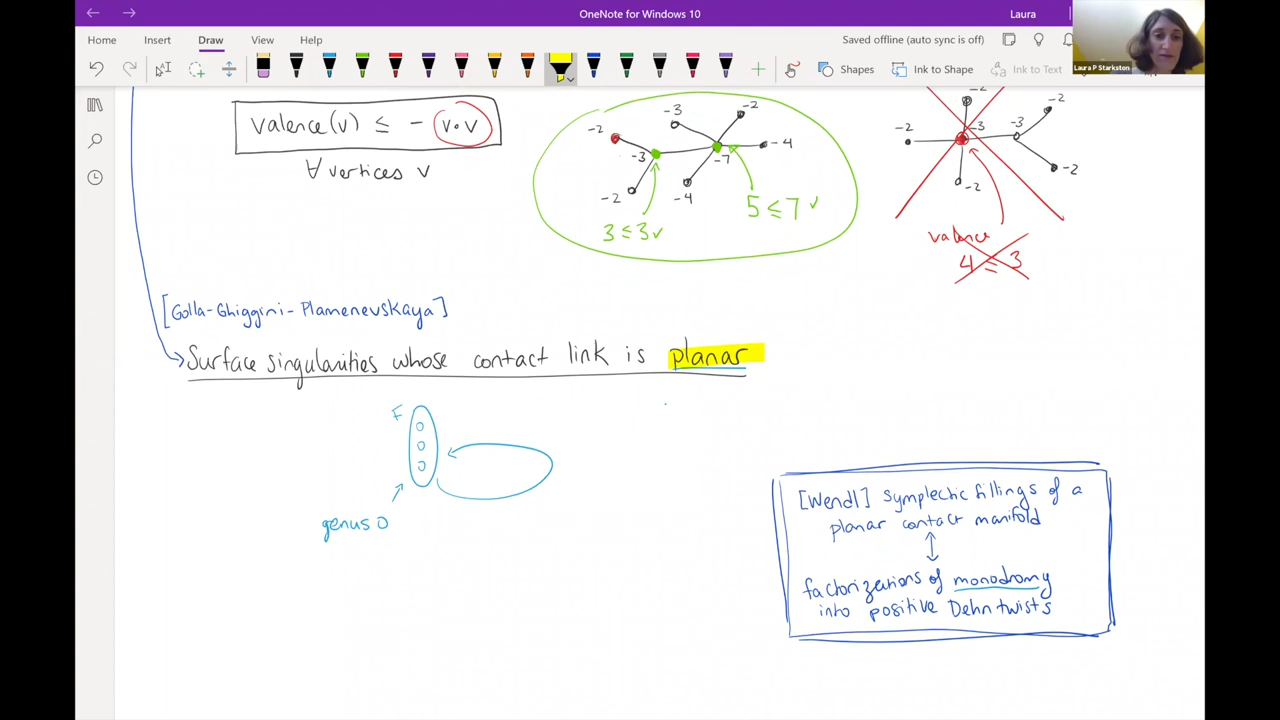 OneNote for Windows 10
Laura
Home Insert Draw View Help
Saved offline (auto sync is off)
Shapes
Ink to Shape
Ink to Text
Laura P Starkston
valence(v) ≤ - v•v
∀ vertices v
-2
-3
-2
-3
-7
-4
-2
-4
3 ≤ 3 ✓
5 ≤ 7 ✓
-2
-2
-3
-3
-2
-2
-2
valence
4 ≤ 3
[Golla-Ghiggini-Plamenevskaya]
Surface singularities whose contact link is planar
F
genus 0
[Wendl] symplectic fillings of a
planar contact manifold
↕
factorizations of monodromy
into positive Dehn twists